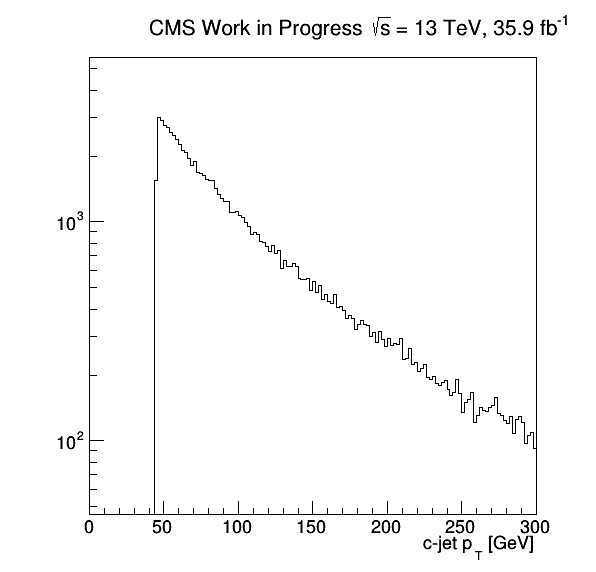 CMS Work in Progress √s = 13 TeV, 35.9 fb⁻¹
10³
10²
0 50 100 150 200 250 300
c-jet p_T [GeV]